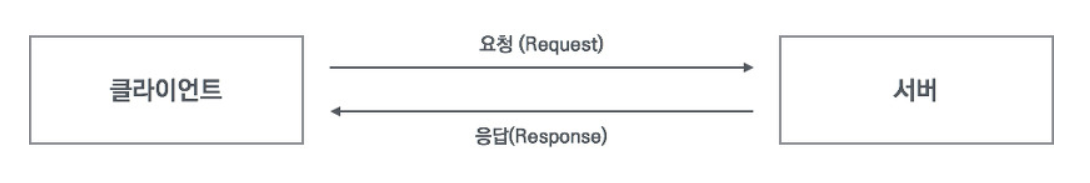 요청 (Request)
클라이언트
서버
응답(Response)